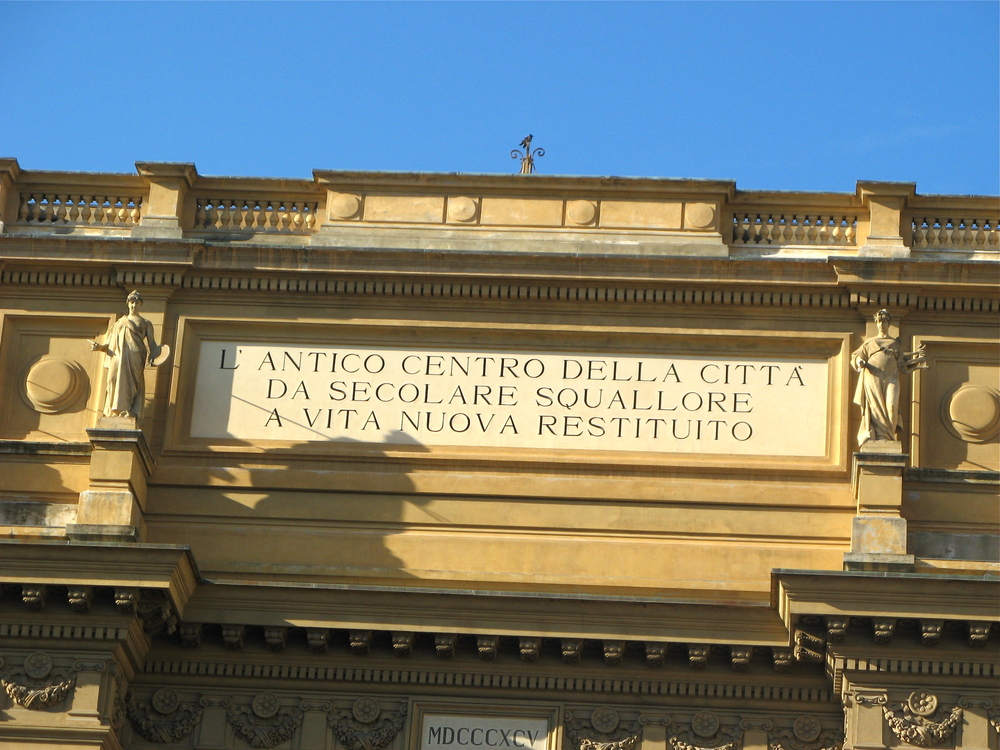 L' ANTICO CENTRO DELLA CITTÀ
DA SECOLARE SQUALLORE
A VITA NUOVA RESTITUITO
MDCCCXCV